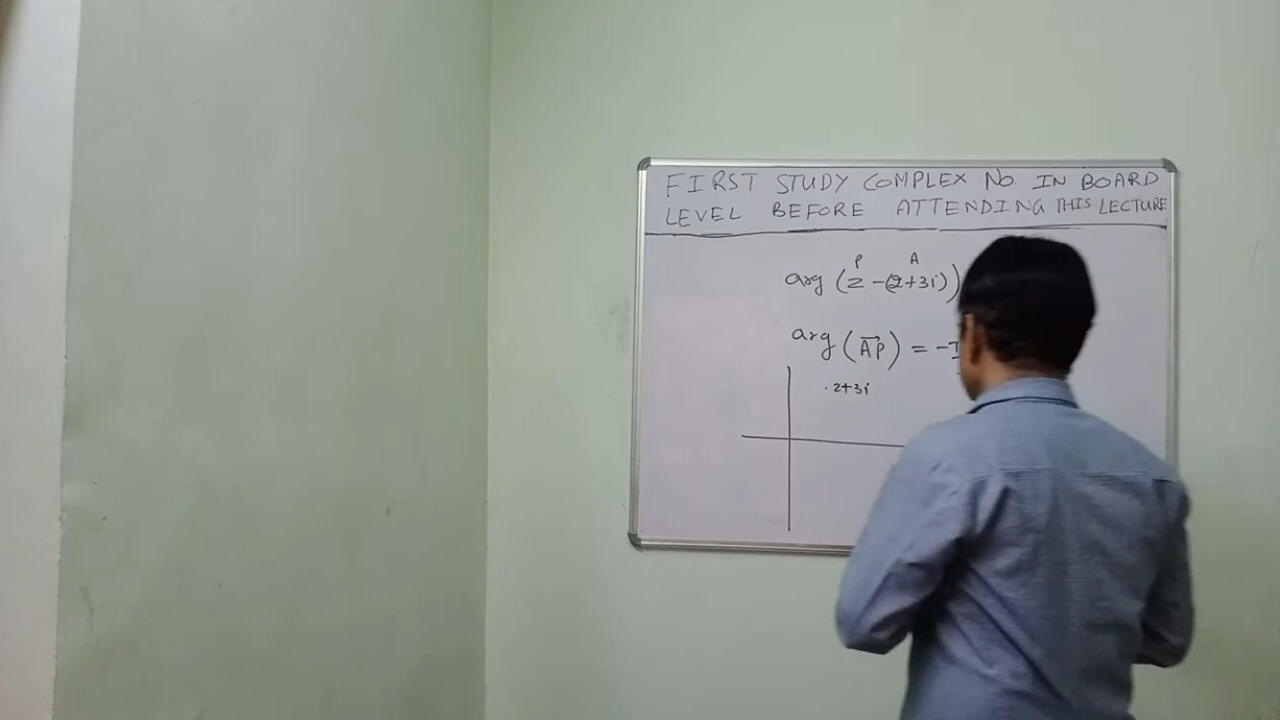 FIRST STUDY COMPLEX NO. IN BOARD
LEVEL BEFORE ATTENDING THIS LECTURE
P A
arg (z -(2+3i))
arg (AP) = -
. 2+3i